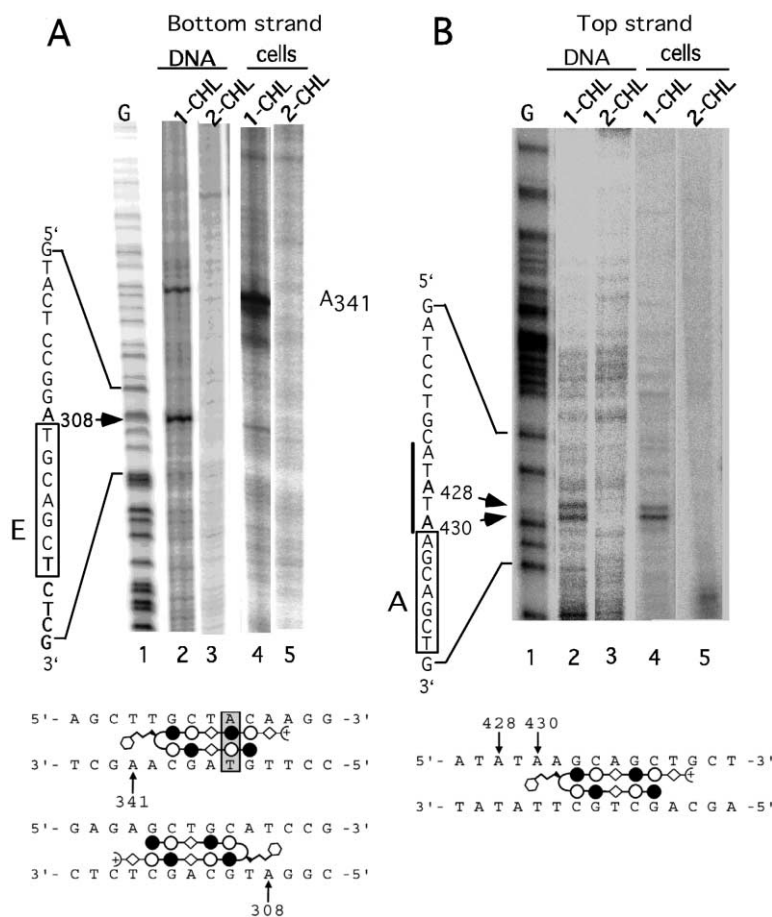 A
Bottom strand
DNA
cells
G
1-CHL
2-CHL
1-CHL
2-CHL
5‘
G
T
A
C
T
C
C
G
G
A
T
G
C
A
G
C
T
C
T
C
G
3‘
308
E
A341
1 2 3 4 5
B
Top strand
DNA
cells
G
1-CHL
2-CHL
1-CHL
2-CHL
5‘
G
A
T
C
C
T
G
C
A
T
A
T
A
A
G
C
A
G
C
T
G
3‘
428
430
A
1 2 3 4 5
5'- A G C T T G C T A C A A G G -3'
3'- T C G A A C G A T G T T C C -5'
341
5'- G A G A G C T G C A T C C G -3'
3'- C T C T C G A C G T A G G C -5'
308
428 430
5'- A T A T A A G C A G C T G C T -3'
3'- T A T A T T C G T C G A C G A -5'